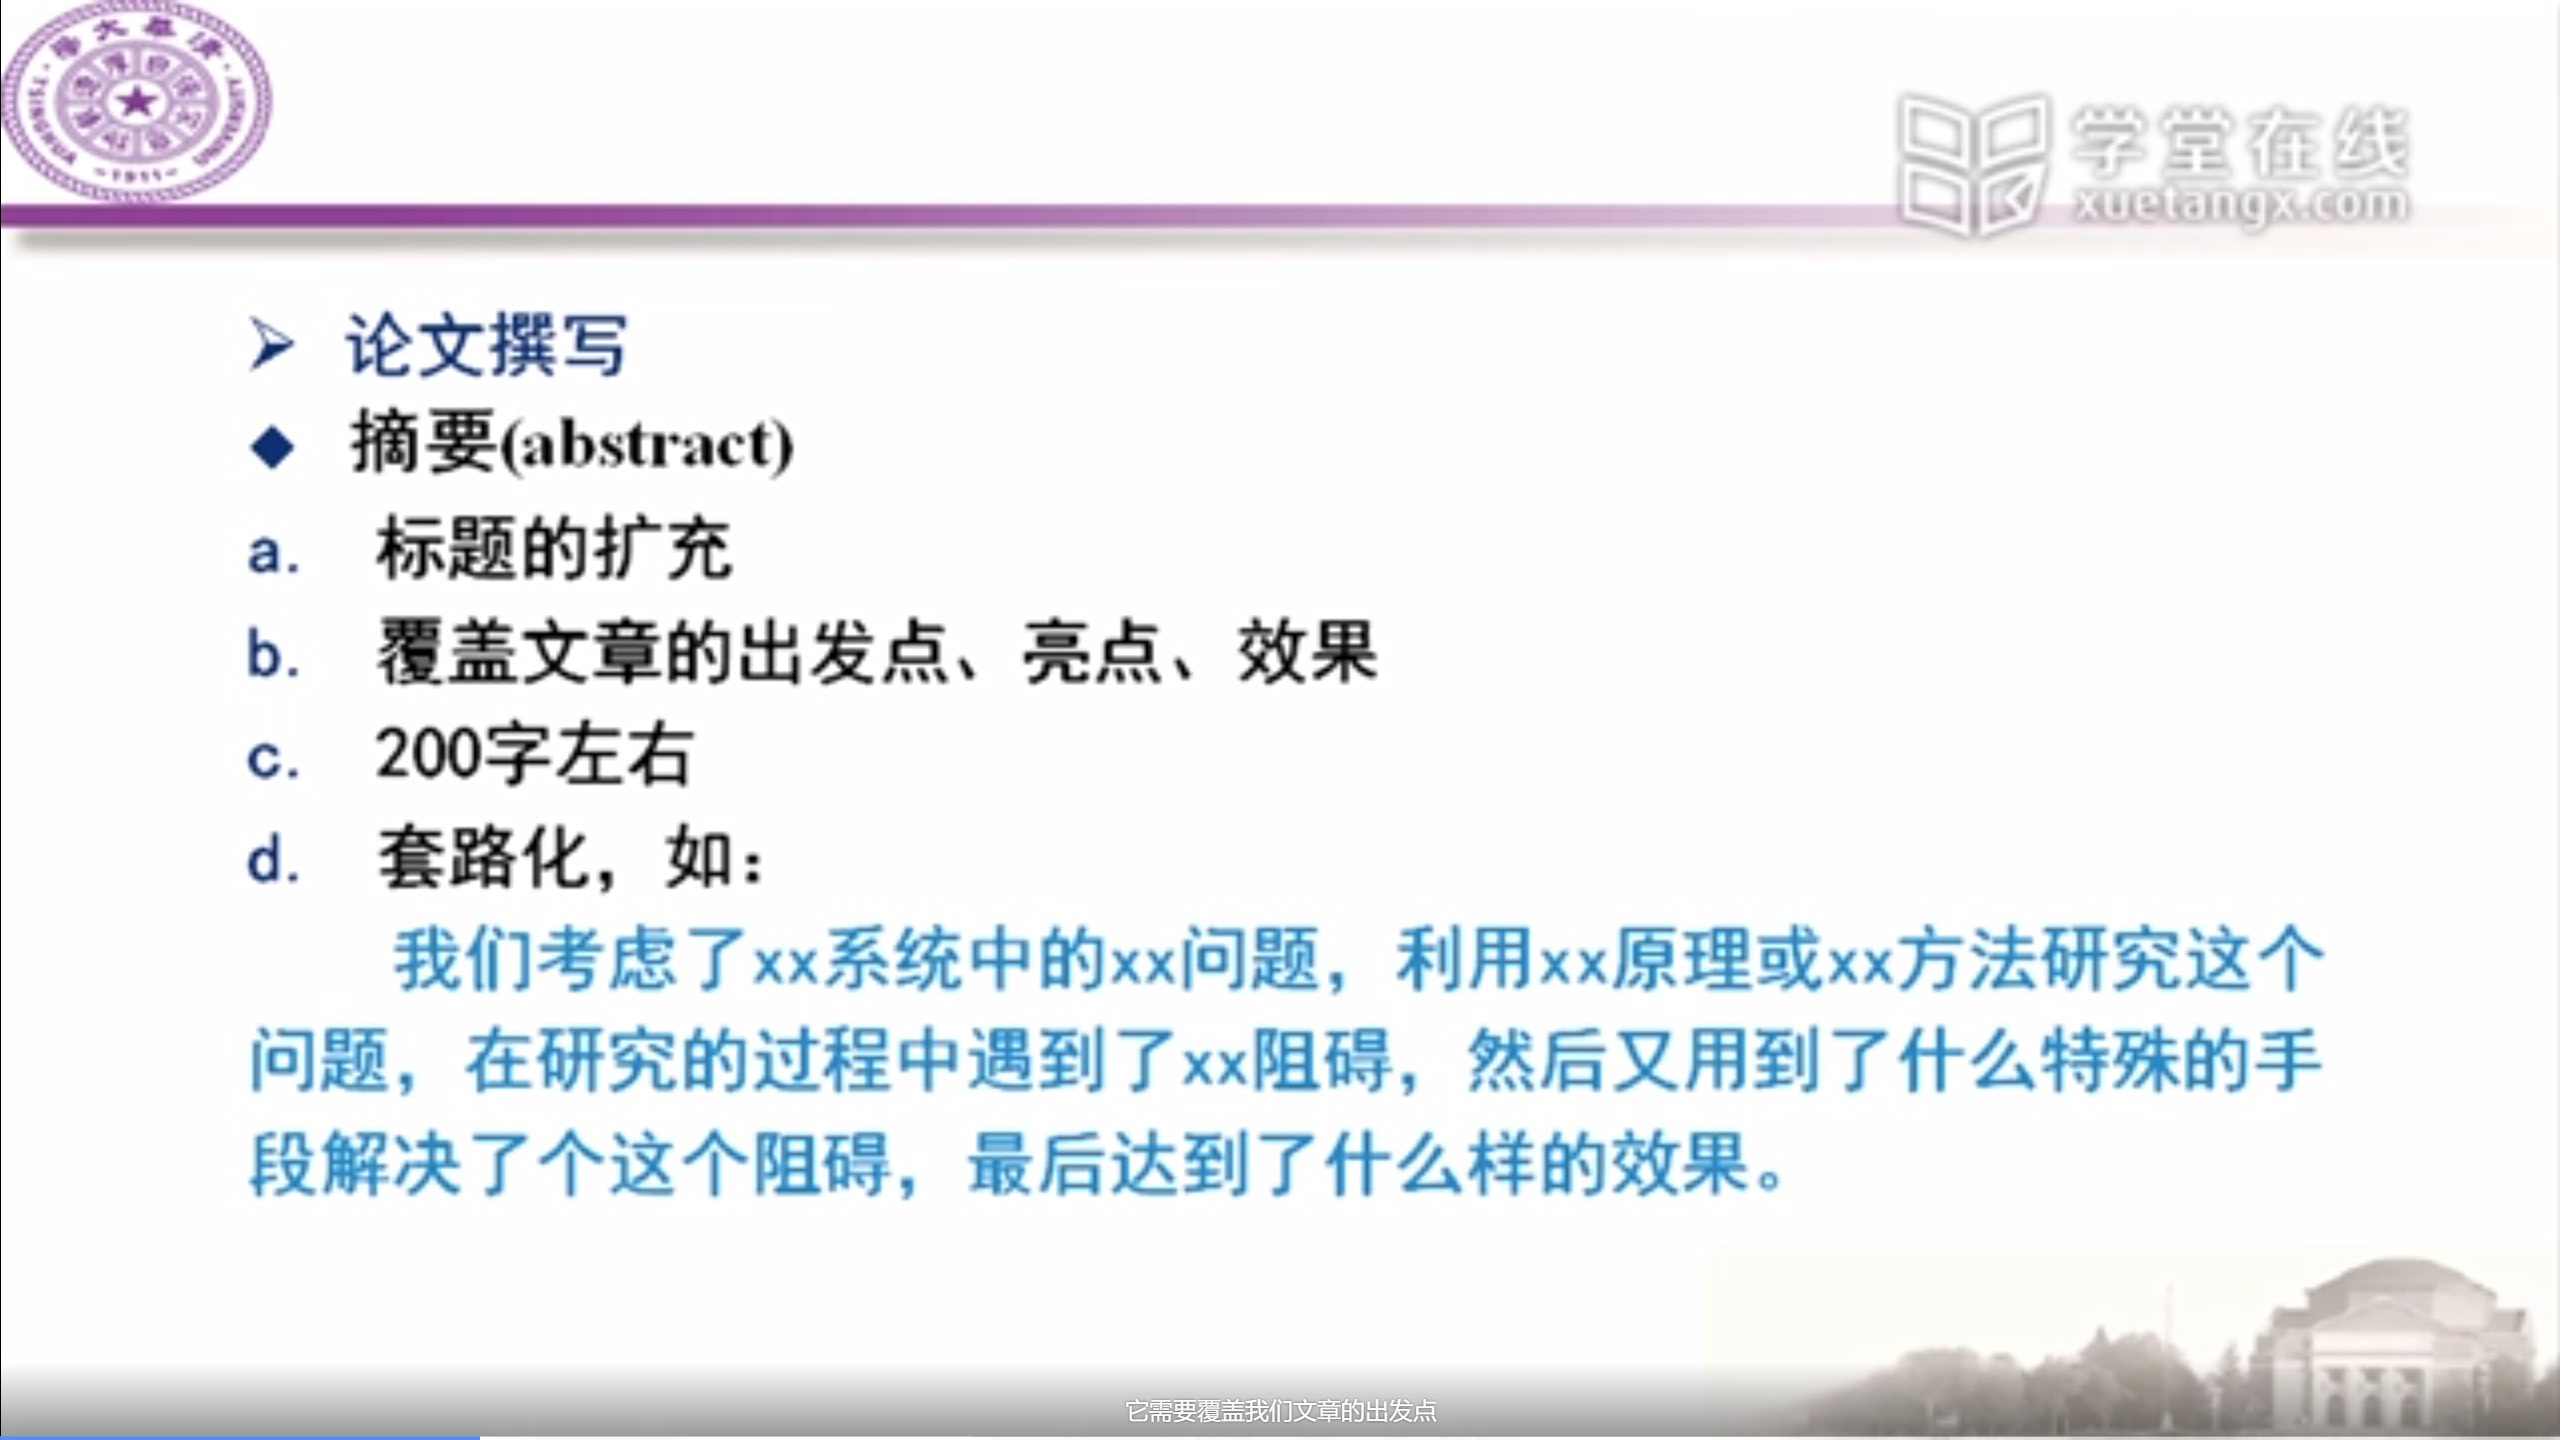 学堂在线
xuetangx.com
论文撰写
摘要(abstract)
a. 标题的扩充
b. 覆盖文章的出发点、亮点、效果
c. 200字左右
d. 套路化，如：
我们考虑了xx系统中的xx问题，利用xx原理或xx方法研究这个
问题，在研究的过程中遇到了xx阻碍，然后又用到了什么特殊的手
段解决了个这个阻碍，最后达到了什么样的效果。
它需要覆盖我们文章的出发点